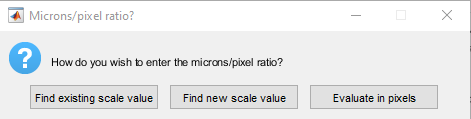 Microns/pixel ratio?
How do you wish to enter the microns/pixel ratio?
Find existing scale value
Find new scale value
Evaluate in pixels